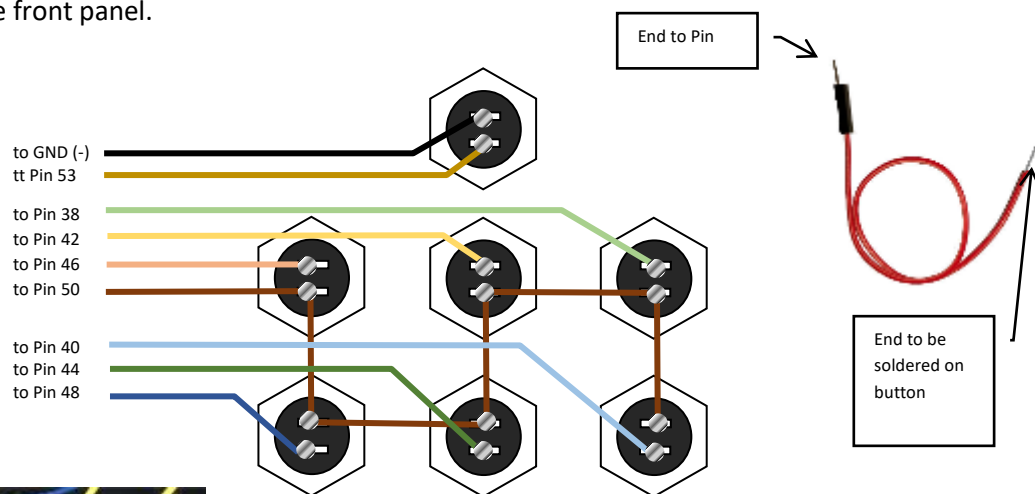 e front panel.
End to Pin
to GND (-)
tt Pin 53
to Pin 38
to Pin 42
to Pin 46
to Pin 50
to Pin 40
to Pin 44
to Pin 48
End to be
soldered on
button